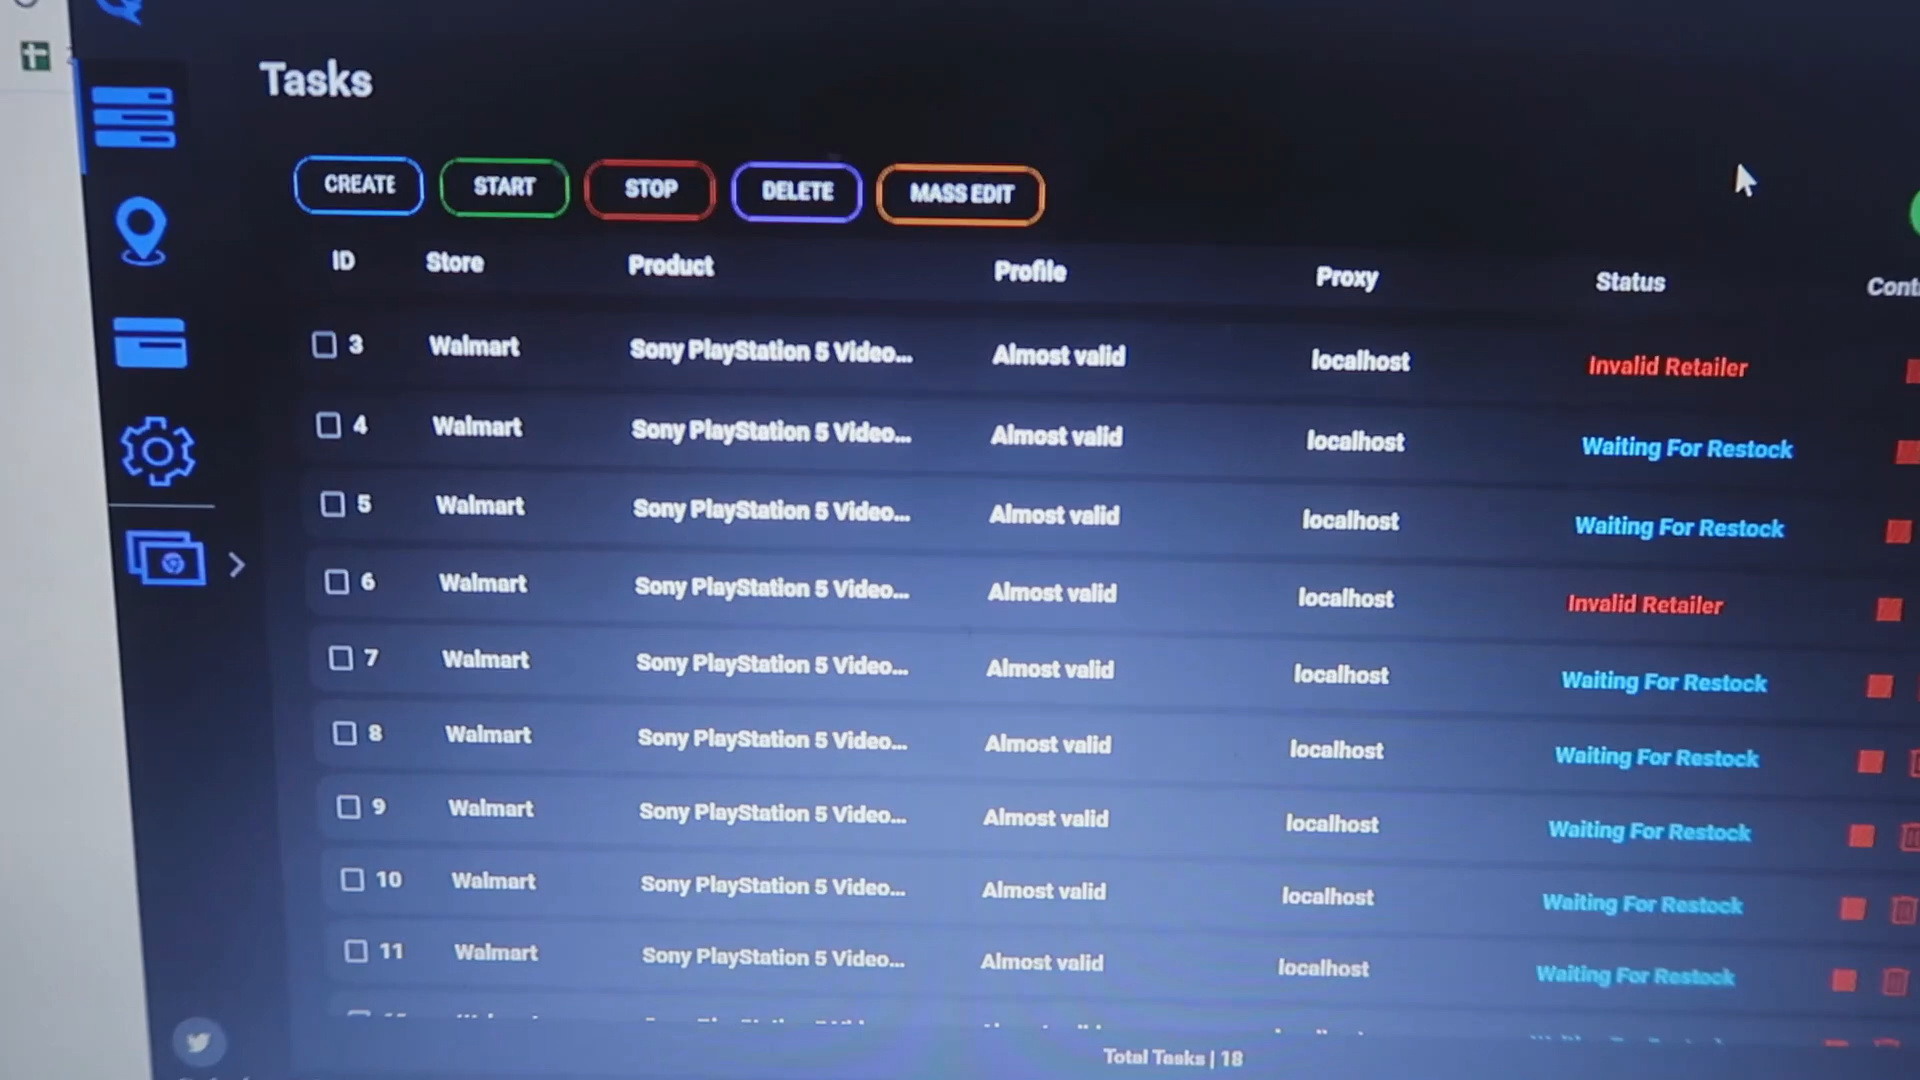 Tasks
CREATE START STOP DELETE MASS EDIT
ID Store Product Profile Proxy Status Cont
3 Walmart Sony PlayStation 5 Video... Almost valid localhost Invalid Retailer
4 Walmart Sony PlayStation 5 Video... Almost valid localhost Waiting For Restock
5 Walmart Sony PlayStation 5 Video... Almost valid localhost Waiting For Restock
6 Walmart Sony PlayStation 5 Video... Almost valid localhost Invalid Retailer
7 Walmart Sony PlayStation 5 Video... Almost valid localhost Waiting For Restock
8 Walmart Sony PlayStation 5 Video... Almost valid localhost Waiting For Restock
9 Walmart Sony PlayStation 5 Video... Almost valid localhost Waiting For Restock
10 Walmart Sony PlayStation 5 Video... Almost valid localhost Waiting For Restock
11 Walmart Sony PlayStation 5 Video... Almost valid localhost Waiting For Restock
Total Tasks | 18